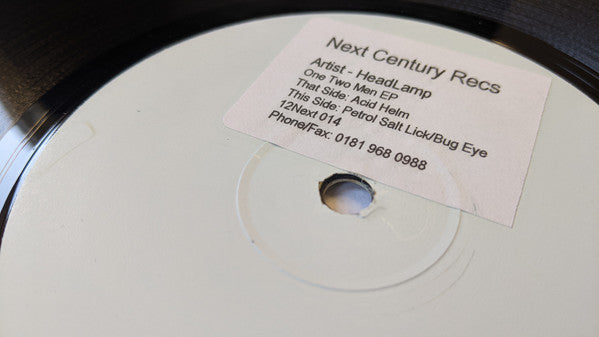 Next Century Recs
Artist - HeadLamp
One Two Men EP
That Side: Acid Helm
This Side: Petrol Salt Lick/Bug Eye
12Next 014
Phone/Fax: 0181 968 0988